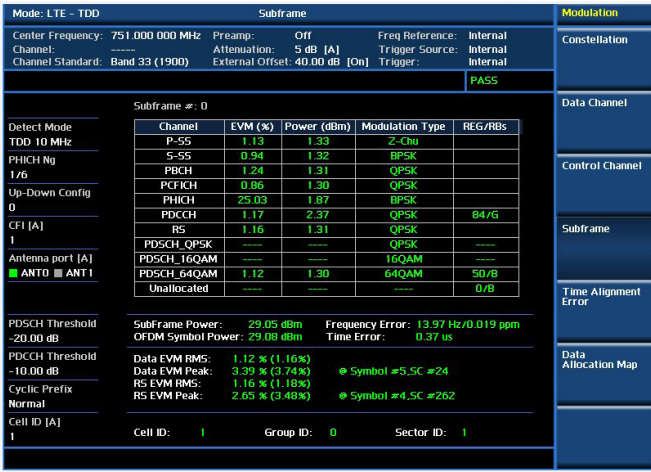 Mode: LTE - TDD Subframe Modulation
Center Frequency: 751.000 000 MHz Preamp: Off Freq Reference: Internal
Channel: ----- Attenuation: 5 dB [A] Trigger Source: Internal
Channel Standard: Band 33 (1900) External Offset: 40.00 dB [On] Trigger: Internal
PASS
Constellation
Data Channel
Control Channel
Subframe
Time Alignment
Error
Data
Allocation Map
Detect Mode
TDD 10 MHz
PHICH Ng
1/6
Up-Down Config
0
CFI [A]
1
Antenna port [A]
ANT0 ANT1
PDSCH Threshold
-20.00 dB
PDCCH Threshold
-10.00 dB
Cyclic Prefix
Normal
Cell ID [A]
1
Subframe #: 0
Channel EVM (%) Power (dBm) Modulation Type REG/RBs
P-SS 1.13 1.33 Z-Chu
S-SS 0.94 1.32 BPSK
PBCH 1.24 1.31 QPSK
PCFICH 0.86 1.30 QPSK
PHICH 25.03 1.87 BPSK
PDCCH 1.17 2.37 QPSK 84/G
RS 1.16 1.31 QPSK
PDSCH_QPSK ---- ---- QPSK ----
PDSCH_16QAM ---- ---- 16QAM ----
PDSCH_64QAM 1.12 1.30 64QAM 50/B
Unallocated ---- ---- ---- 0/B
SubFrame Power: 29.05 dBm Frequency Error: 13.97 Hz/0.019 ppm
OFDM Symbol Power: 29.08 dBm Time Error: 0.37 us
Data EVM RMS: 1.12 % (1.16%)
Data EVM Peak: 3.39 % (3.74%) @ Symbol #5,SC #24
RS EVM RMS: 1.16 % (1.18%)
RS EVM Peak: 2.65 % (3.48%) @ Symbol #4,SC #262
Cell ID: 1 Group ID: 0 Sector ID: 1